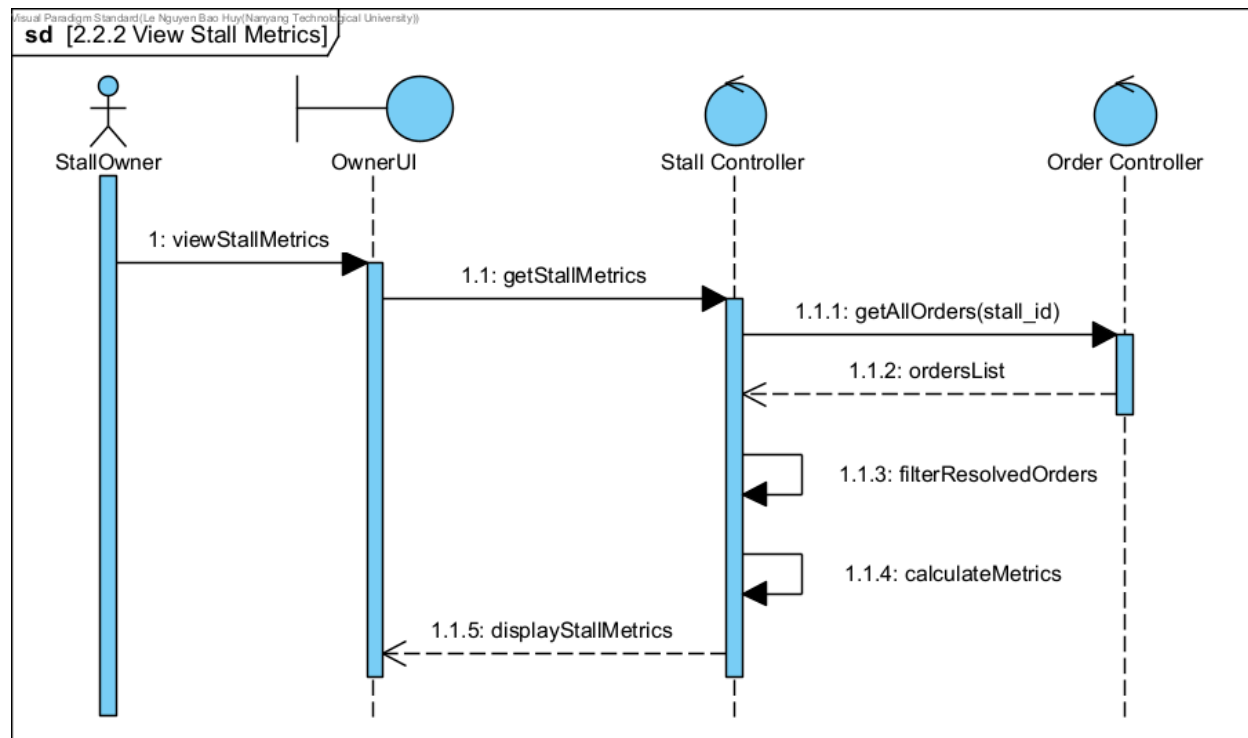 Visual Paradigm Standard(Le Nguyen Bao Huy(Nanyang Technological University))
sd [2.2.2 View Stall Metrics]
StallOwner
OwnerUI
Stall Controller
Order Controller
1: viewStallMetrics
1.1: getStallMetrics
1.1.1: getAllOrders(stall_id)
1.1.2: ordersList
1.1.3: filterResolvedOrders
1.1.4: calculateMetrics
1.1.5: displayStallMetrics